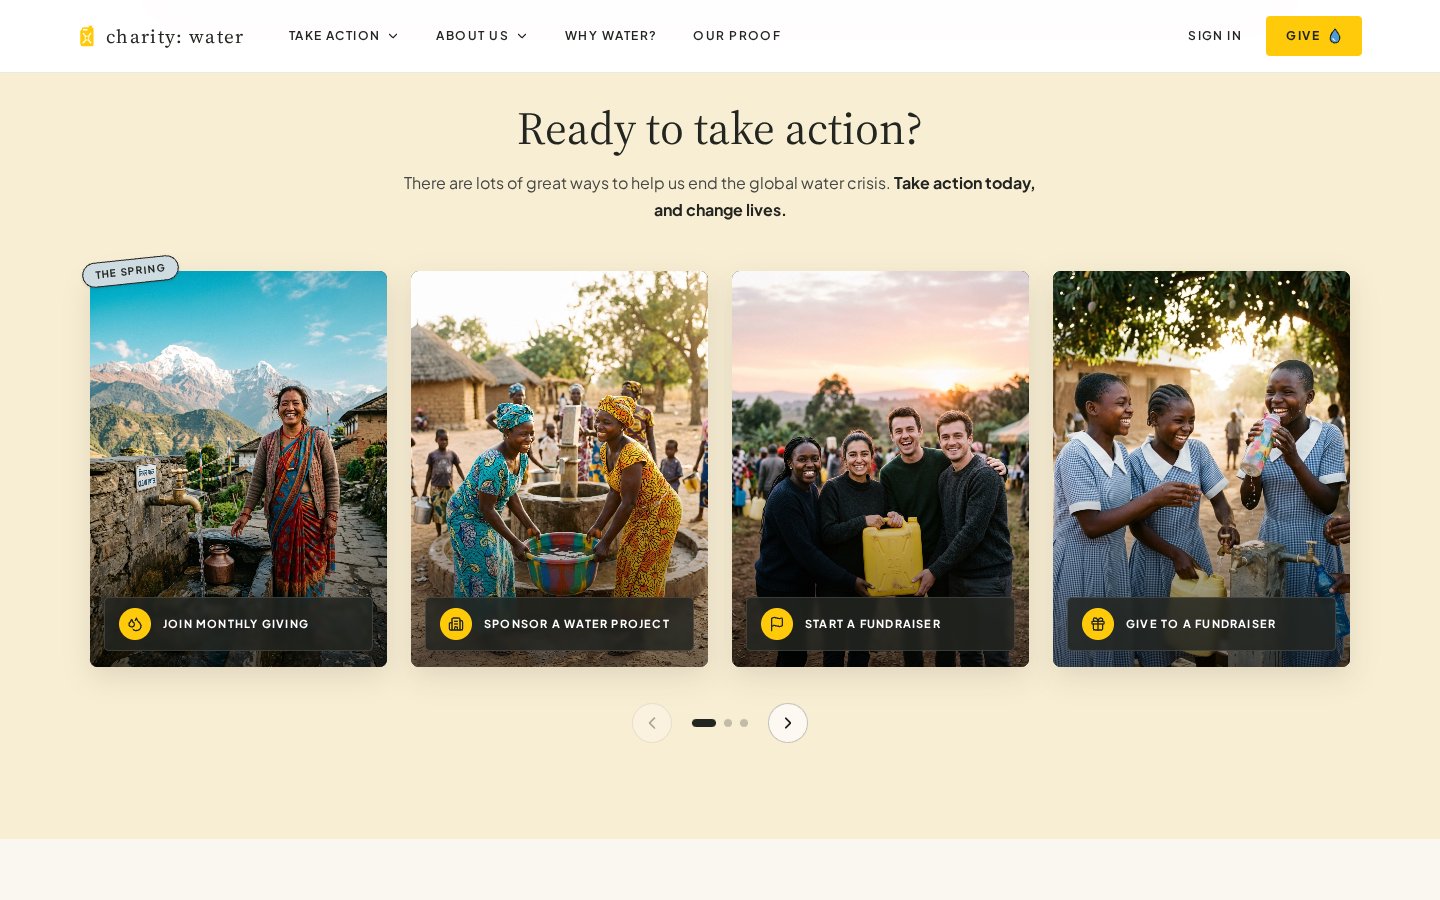 charity: water
TAKE ACTION
ABOUT US
WHY WATER?
OUR PROOF
SIGN IN
GIVE
Ready to take action?
There are lots of great ways to help us end the global water crisis. Take action today,
and change lives.
THE SPRING
JOIN MONTHLY GIVING
SPONSOR A WATER PROJECT
START A FUNDRAISER
GIVE TO A FUNDRAISER